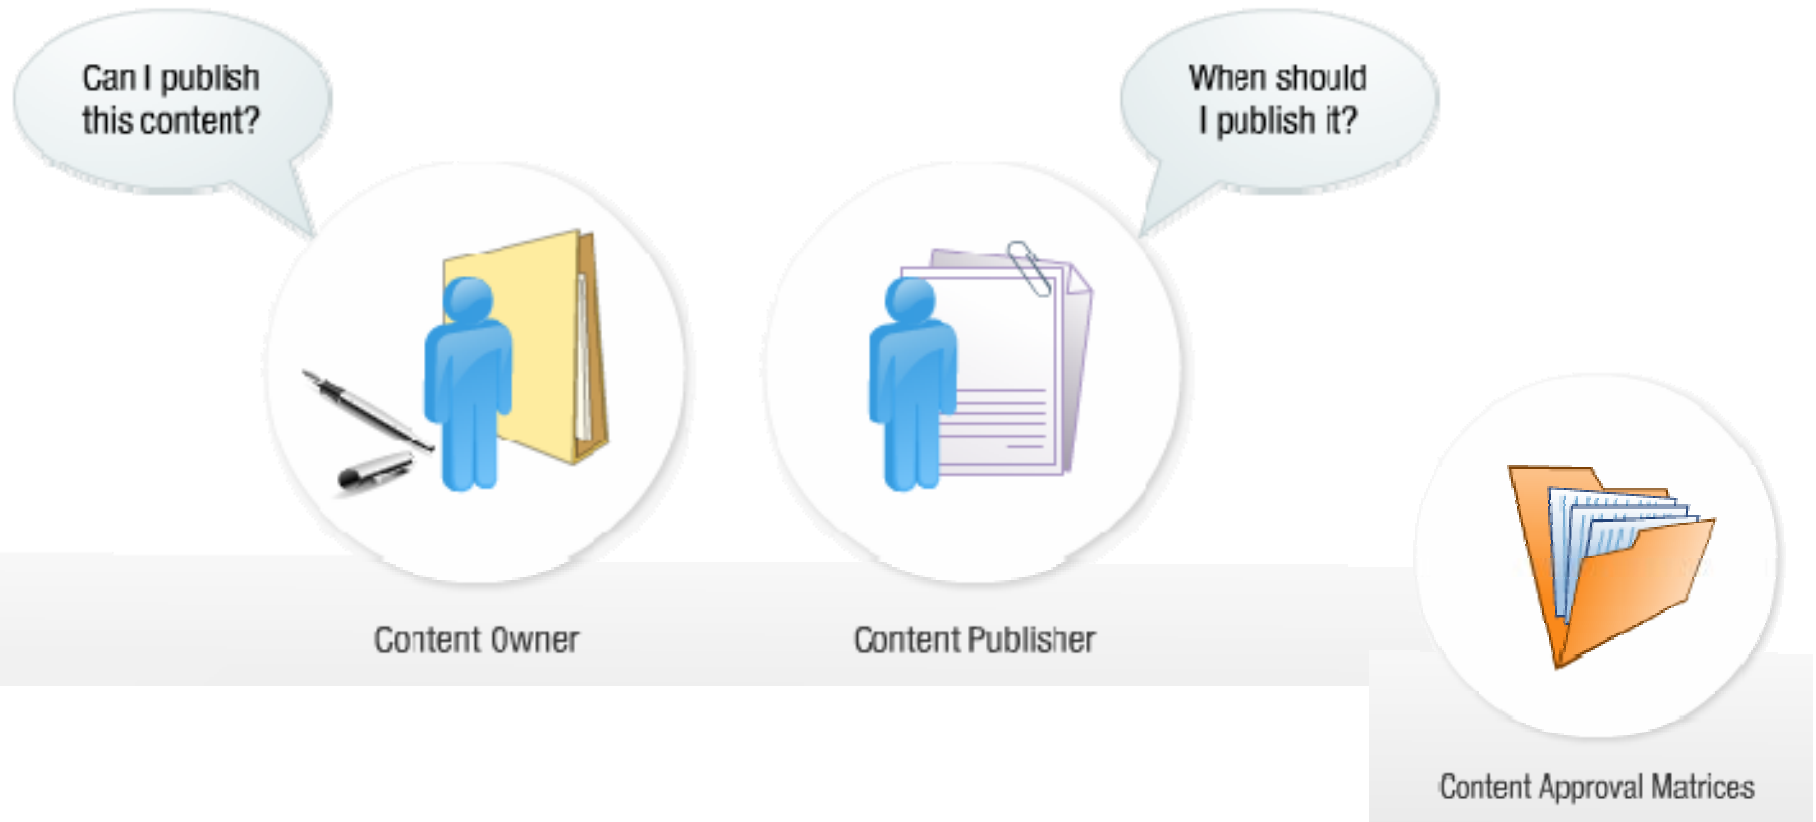 Can I publish
this content?
When should
I publish it?
Content Owner
Content Publisher
Content Approval Matrices